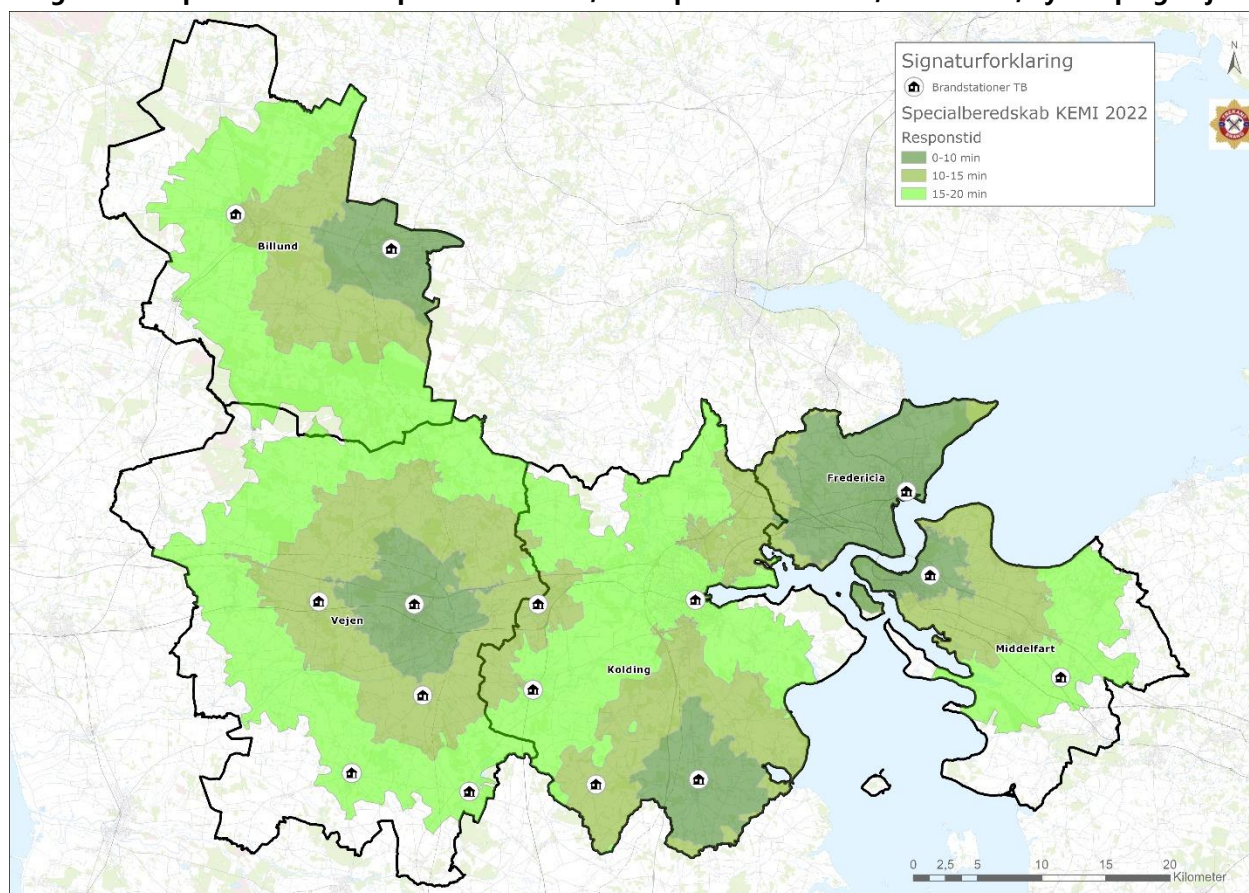 Signaturforklaring
Brandstationer TB
Specialberedskab KEMI 2022
Responstid
0-10 min
10-15 min
15-20 min
N
Billund
Fredericia
Vejen
Kolding
Middelfart
0 2,5 5 10 15 20
Kilometer